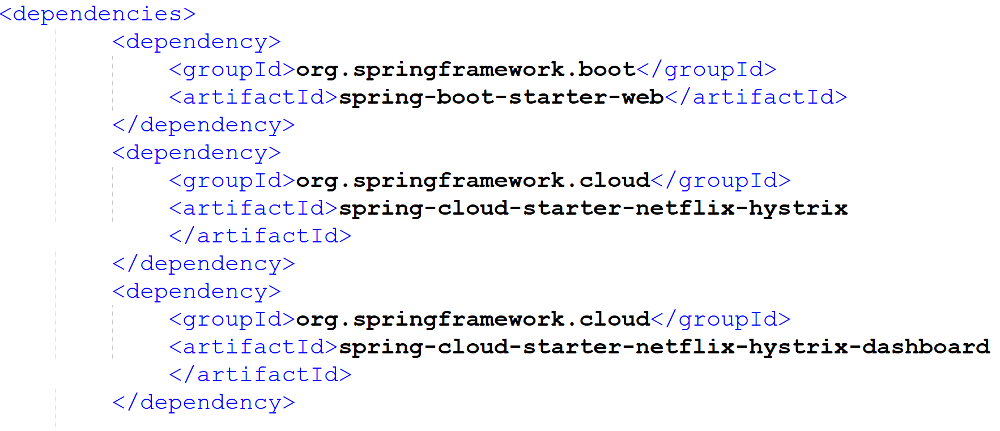 <dependencies>
<dependency>
<groupId>org.springframework.boot</groupId>
<artifactId>spring-boot-starter-web</artifactId>
</dependency>
<dependency>
<groupId>org.springframework.cloud</groupId>
<artifactId>spring-cloud-starter-netflix-hystrix
</artifactId>
</dependency>
<dependency>
<groupId>org.springframework.cloud</groupId>
<artifactId>spring-cloud-starter-netflix-hystrix-dashboard
</artifactId>
</dependency>